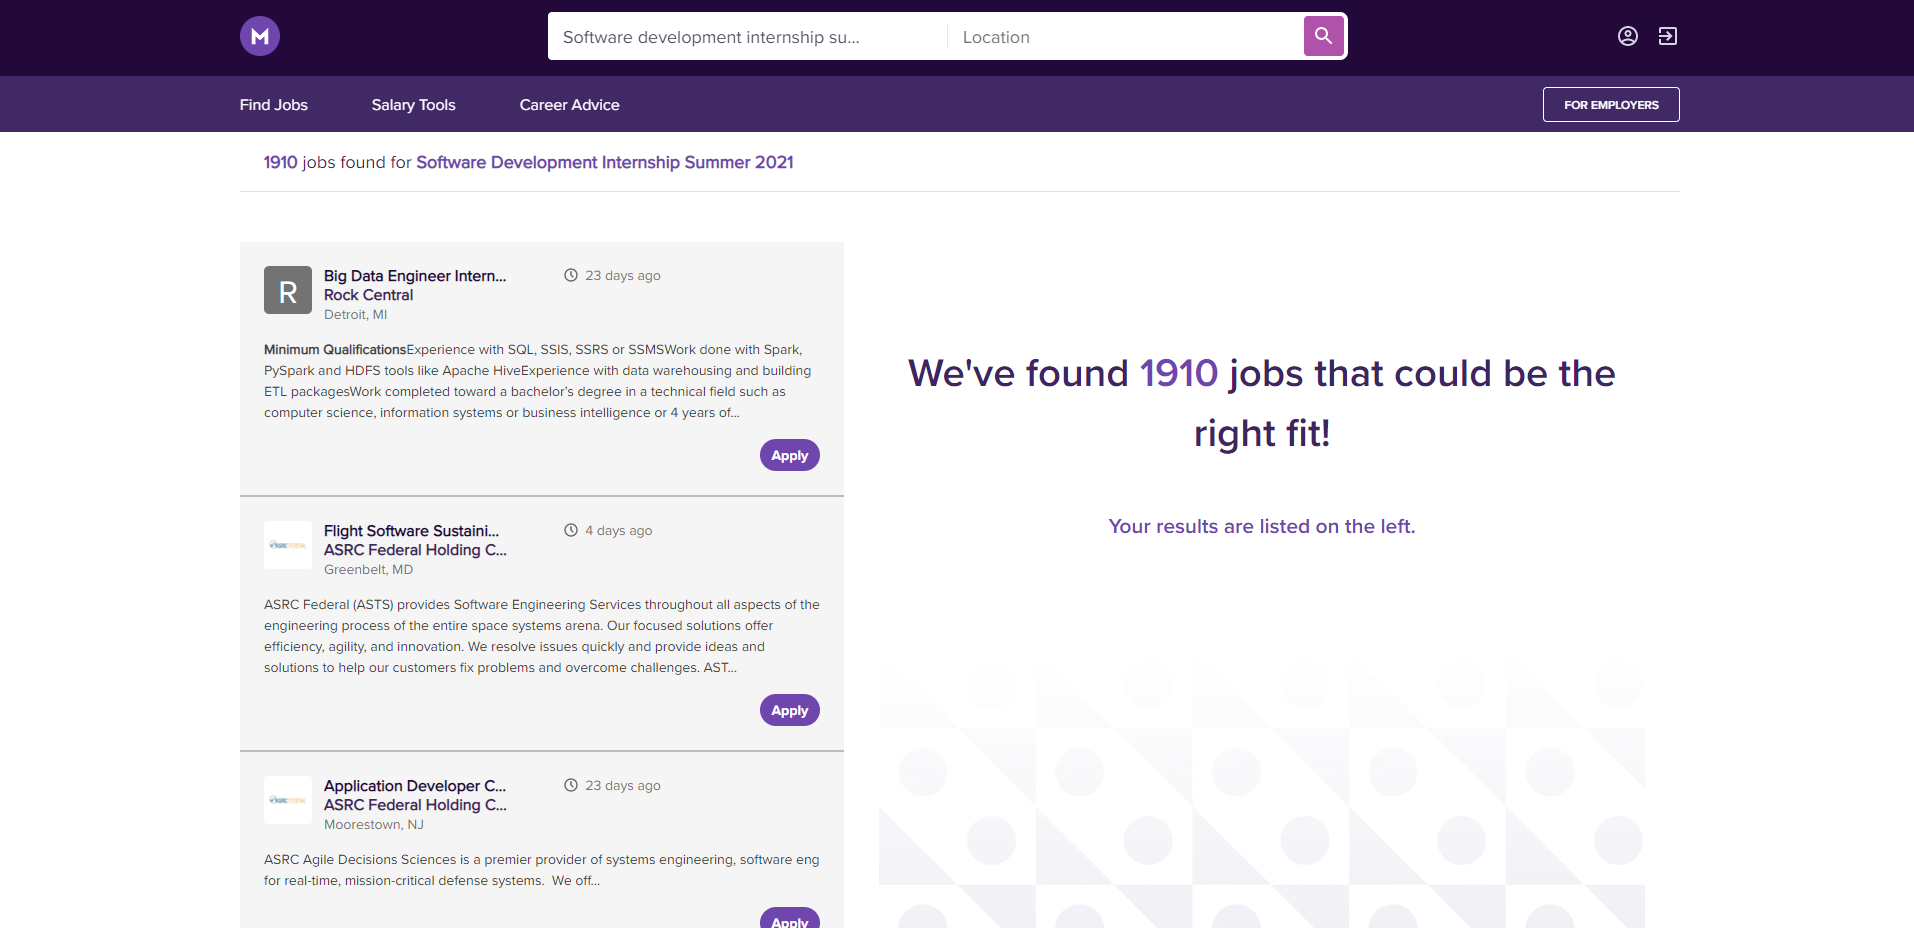 M
Software development internship su...
Location
Find Jobs
Salary Tools
Career Advice
FOR EMPLOYERS
1910 jobs found for Software Development Internship Summer 2021
R
Big Data Engineer Intern...
23 days ago
Rock Central
Detroit, MI
Minimum QualificationsExperience with SQL, SSIS, SSRS or SSMSWork done with Spark,
PySpark and HDFS tools like Apache HiveExperience with data warehousing and building
ETL packagesWork completed toward a bachelor’s degree in a technical field such as
computer science, information systems or business intelligence or 4 years of...
Apply
Flight Software Sustaini...
4 days ago
ASRC Federal Holding C...
Greenbelt, MD
ASRC Federal (ASTS) provides Software Engineering Services throughout all aspects of the
engineering process of the entire space systems arena. Our focused solutions offer
efficiency, agility, and innovation. We resolve issues quickly and provide ideas and
solutions to help our customers fix problems and overcome challenges. AST...
Apply
Application Developer C...
23 days ago
ASRC Federal Holding C...
Moorestown, NJ
ASRC Agile Decisions Sciences is a premier provider of systems engineering, software eng
for real-time, mission-critical defense systems.  We off...
Apply
We've found 1910 jobs that could be the
right fit!
Your results are listed on the left.